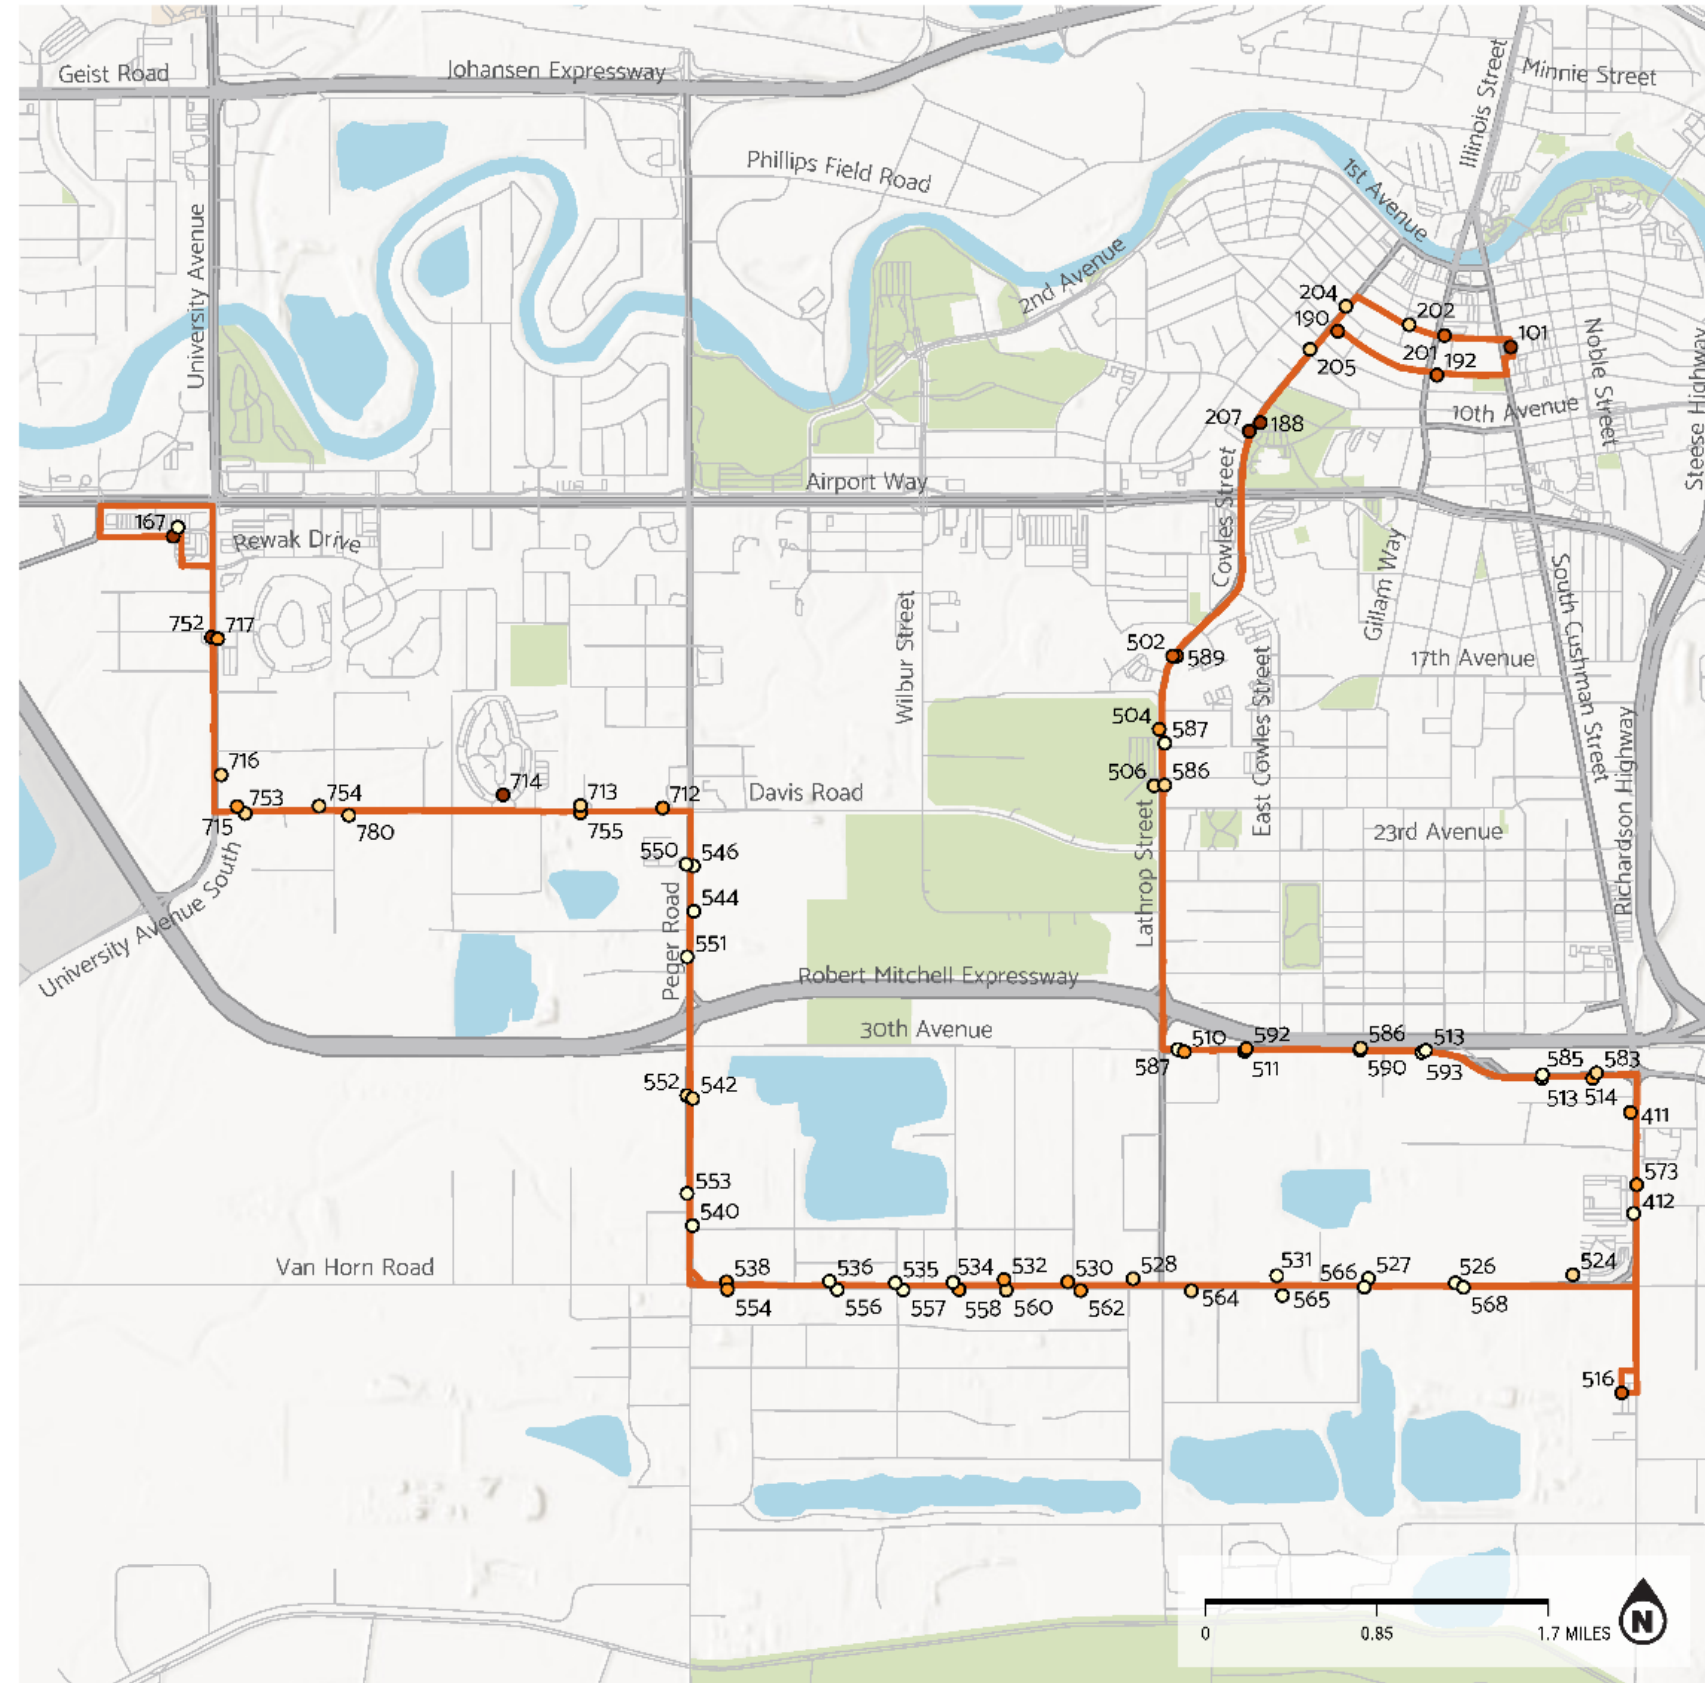 Geist Road
Johansen Expressway
Illinois Street
Minnie Street
Phillips Field Road
1st Avenue
University Avenue
2nd Avenue
204
202
190
101
201
192
205
Noble Street
Steese Highway
10th Avenue
207
188
Airport Way
Cowles Street
167
Rewak Drive
Gillam Way
South Cushman Street
Wilbur Street
752
717
502
589
17th Avenue
East Cowles Street
504
587
Richardson Highway
716
714
506
586
753
754
713
712
Davis Road
715
780
755
23rd Avenue
Lathrop Street
550
546
University Avenue South
544
Peger Road
551
Robert Mitchell Expressway
30th Avenue
510
592
586
513
587
511
590
593
585
583
513
514
552
542
411
553
573
540
412
Van Horn Road
538
536
535
534
532
530
528
531
566
527
526
524
554
556
557
558
560
562
564
565
568
516
0
0.85
1.7 MILES
N